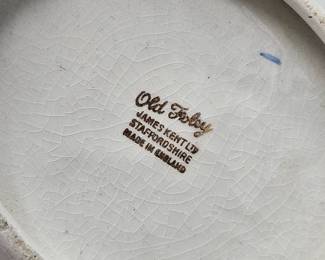 Old Foley
JAMES KENT LTD
STAFFORDSHIRE
MADE IN ENGLAND